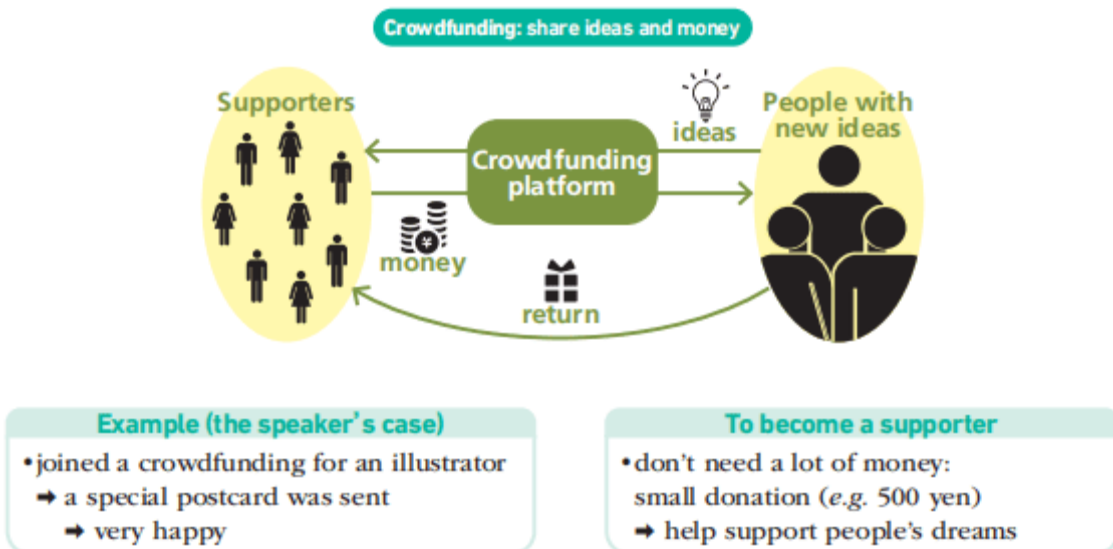 Crowdfunding: share ideas and money
Supporters
ideas
People with
new ideas
Crowdfunding
platform
¥
money
return
Example (the speaker's case)
•joined a crowdfunding for an illustrator
➡ a special postcard was sent
➡ very happy
To become a supporter
•don't need a lot of money:
small donation (e.g. 500 yen)
➡ help support people's dreams